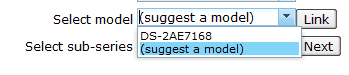 Select model (suggest a model) Link
DS-2AE7168
Select sub-series (suggest a model) Next